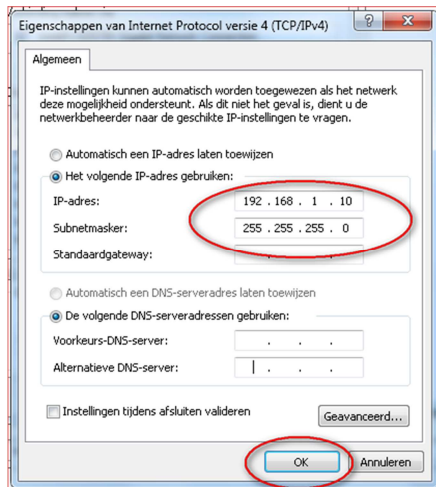 Eigenschappen van Internet Protocol versie 4 (TCP/IPv4)
Algemeen
IP-instellingen kunnen automatisch worden toegewezen als het netwerk
deze mogelijkheid ondersteunt. Als dit niet het geval is, dient u de
netwerkbeheerder naar de geschikte IP-instellingen te vragen.
Automatisch een IP-adres laten toewijzen
Het volgende IP-adres gebruiken:
IP-adres: 192 . 168 . 1 . 10
Subnetmasker: 255 . 255 . 255 . 0
Standaardgateway: . . .
Automatisch een DNS-serveradres laten toewijzen
De volgende DNS-serveradressen gebruiken:
Voorkeurs-DNS-server: . . .
Alternatieve DNS-server: . . .
Instellingen tijdens afsluiten valideren
Geavanceerd...
OK Annuleren